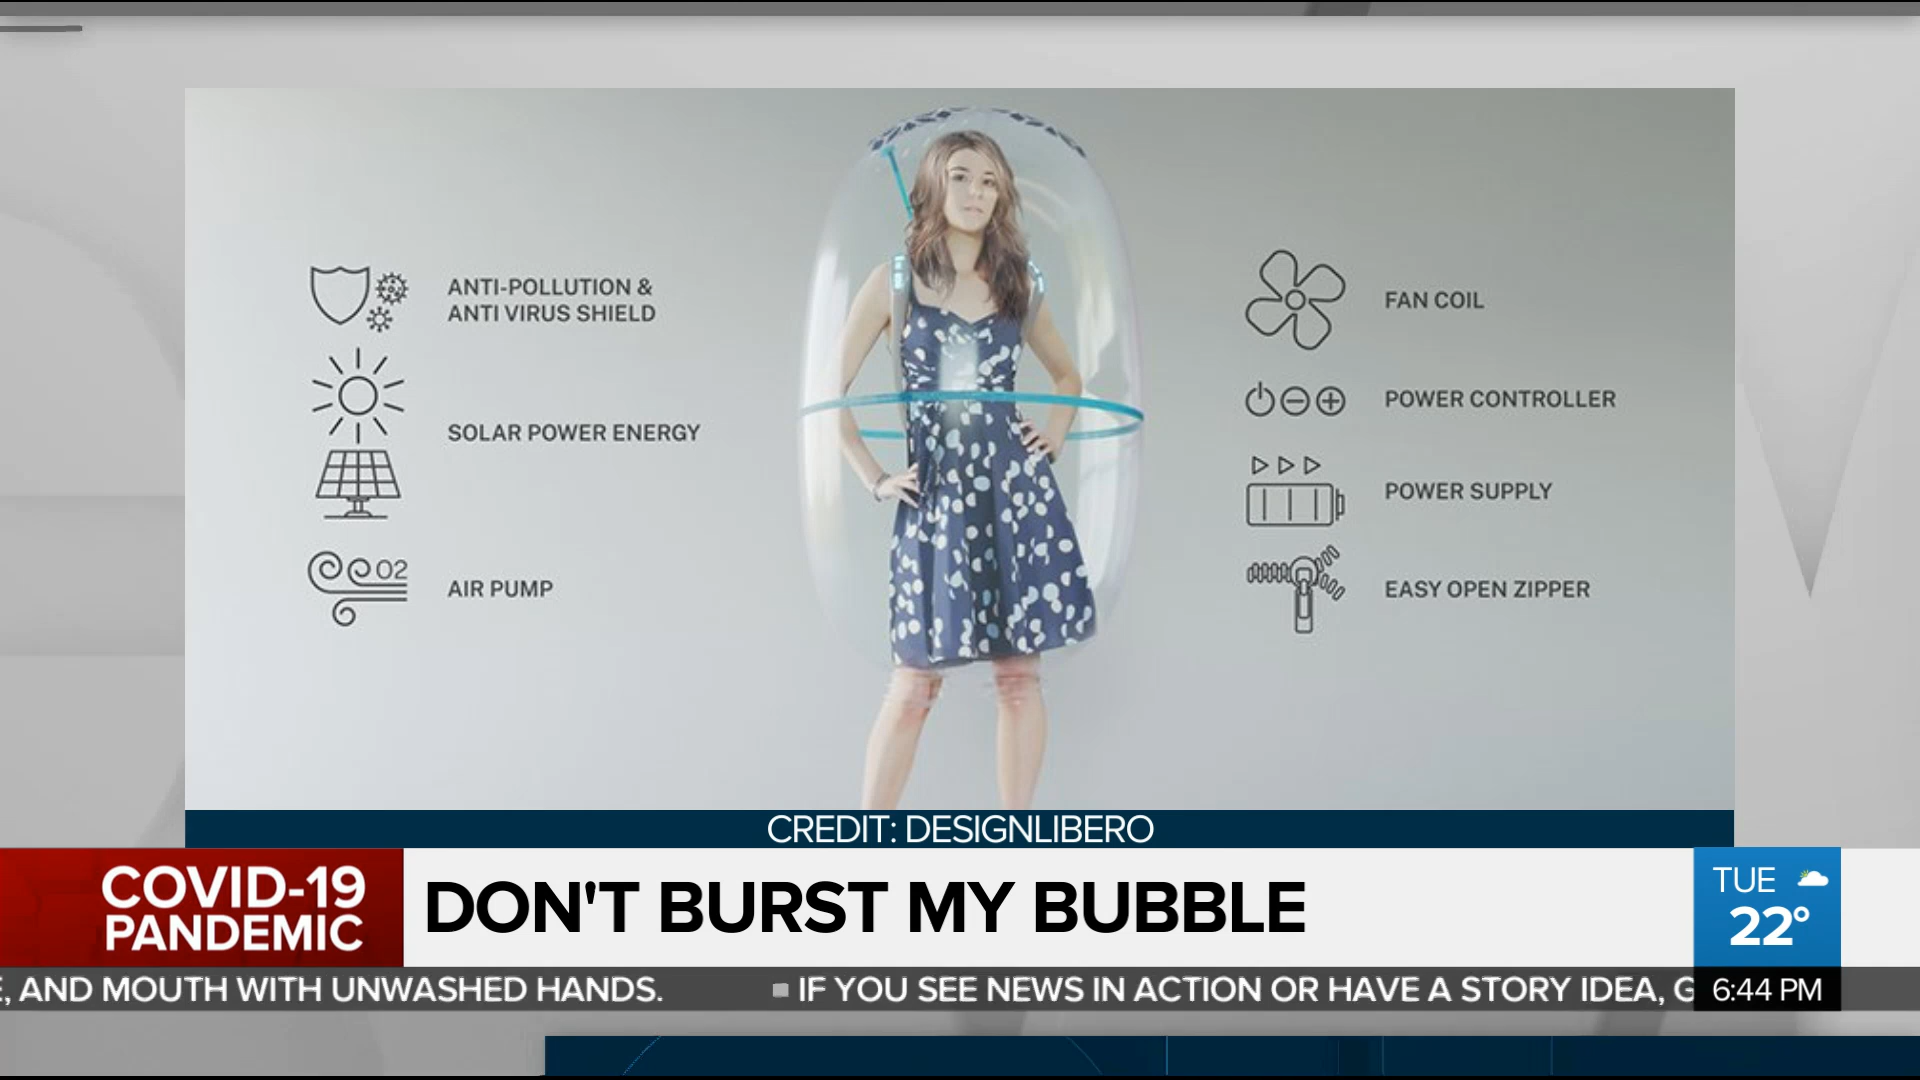 ANTI-POLLUTION &
ANTI VIRUS SHIELD
SOLAR POWER ENERGY
O2
AIR PUMP
FAN COIL
POWER CONTROLLER
POWER SUPPLY
EASY OPEN ZIPPER
CREDIT: DESIGNLIBERO
COVID-19
PANDEMIC
DON'T BURST MY BUBBLE
TUE
22°
, AND MOUTH WITH UNWASHED HANDS.
IF YOU SEE NEWS IN ACTION OR HAVE A STORY IDEA, G
6:44 PM